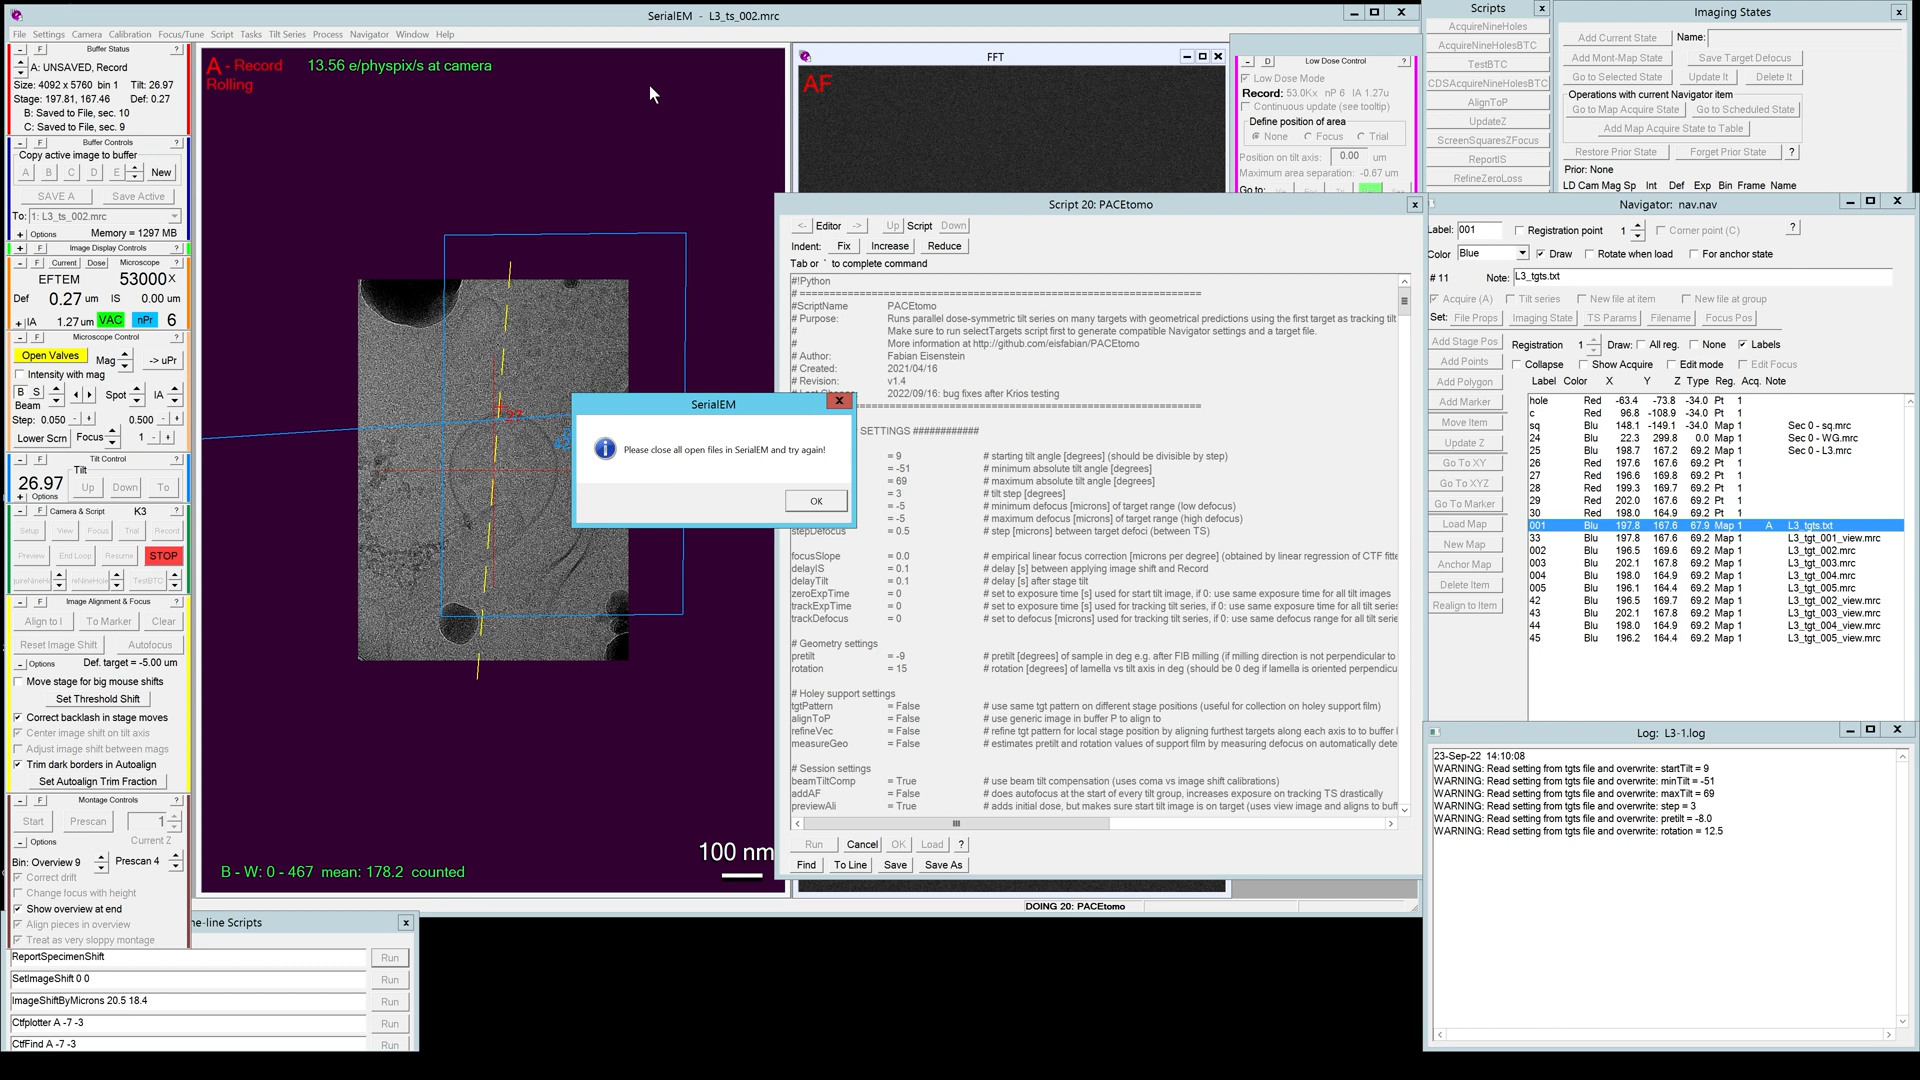 SerialEM - L3_ts_002.mrc
File Settings Camera Calibration Focus/Tune Script Tasks Tilt Series Process Navigator Window Help
- F Buffer Status ?
A: UNSAVED, Record
Size: 4092 x 5760 bin 1 Tilt: 26.97
Stage: 197.81, 167.46 Def: 0.27
B: Saved to File, sec. 10
C: Saved to File, sec. 9
- F Buffer Controls ?
Copy active image to buffer
A B C D E New
SAVE A Save Active
To: 1: L3_ts_002.mrc
+ Options Memory = 1297 MB
+ Image Display Controls ?
- F Current Dose Microscope ?
EFTEM 53000 X
Def 0.27 um IS 0.00 um
+ IA 1.27 um VAC nPr 6
- F Microscope Control ?
Open Valves Mag -> uPr
Intensity with mag
B S Spot IA
Beam
Step: 0.050 - + 0.500 - +
Lower Scrn Focus 1 - +
- F Tilt Control ?
Tilt
26.97 Up Down To
+ Options
- F Camera & Script K3 ?
Setup View Focus Trial Record
Preview End Loop Resume STOP
TestBTC
- F Image Alignment & Focus ?
Align to I To Marker Clear
Reset Image Shift Autofocus
- Options Def. target = -5.00 um
Move stage for big mouse shifts
Set Threshold Shift
Correct backlash in stage moves
Center image shift on tilt axis
Adjust image shift between mags
Trim dark borders in Autoalign
Set Autoalign Trim Fraction
- F Montage Controls ?
Start Prescan 1
- Options Current Z
Bin: Overview 9 Prescan 4
Correct drift
Change focus with height
Show overview at end
Align pieces in overview
Treat as very sloppy montage
ne-line Scripts x
ReportSpecimenShift Run
SetImageShift 0 0 Run
ImageShiftByMicrons 20.5 18.4 Run
Ctfplotter A -7 -3 Run
CtfFind A -7 -3 Run
A - Record
Rolling
13.56 e/physpix/s at camera
B - W: 0 - 467 mean: 178.2 counted
100 nm
FFT
AF
- D Low Dose Control ?
Low Dose Mode
Record: 53.0Kx nP 6 IA 1.27u
Continuous update (see tooltip)
Define position of area
None Focus Trial
Position on tilt axis: 0.00 um
Maximum area separation: -0.67 um
Go to:
SerialEM
Please close all open files in SerialEM and try again!
OK
Script 20: PACEtomo x
<- Editor -> Up Script Down
Indent: Fix Increase Reduce
Tab or ` to complete command
#!Python
# ===================================================================
#ScriptName PACEtomo
# Purpose: Runs parallel dose-symmetric tilt series on many targets with geometrical predictions using the first target as tracking tilt
# Make sure to run selectTargets script first to generate compatible Navigator settings and a target file.
# More information at http://github.com/eisfabian/PACEtomo
# Author: Fabian Eisenstein
# Created: 2021/04/16
# Revision: v1.4
2022/09/16: bug fixes after Krios testing
===================================================================
SETTINGS ############
= 9 # starting tilt angle [degrees] (should be divisible by step)
= -51 # minimum absolute tilt angle [degrees]
= 69 # maximum absolute tilt angle [degrees]
= 3 # tilt step [degrees]
= -5 # minimum defocus [microns] of target range (low defocus)
= -5 # maximum defocus [microns] of target range (high defocus)
stepDefocus = 0.5 # step [microns] between target defoci (between TS)
focusSlope = 0.0 # empirical linear focus correction [microns per degree] (obtained by linear regression of CTF fitte
delayIS = 0.1 # delay [s] between applying image shift and Record
delayTilt = 0.1 # delay [s] after stage tilt
zeroExpTime = 0 # set to exposure time [s] used for start tilt image, if 0: use same exposure time for all tilt images
trackExpTime = 0 # set to exposure time [s] used for tracking tilt series, if 0: use same exposure time for all tilt series
trackDefocus = 0 # set to defocus [microns] used for tracking tilt series, if 0: use same defocus range for all tilt serie
# Geometry settings
pretilt = -9 # pretilt [degrees] of sample in deg e.g. after FIB milling (if milling direction is not perpendicular to
rotation = 15 # rotation [degrees] of lamella vs tilt axis in deg (should be 0 deg if lamella is oriented perpendicu
# Holey support settings
tgtPattern = False # use same tgt pattern on different stage positions (useful for collection on holey support film)
alignToP = False # use generic image in buffer P to align to
refineVec = False # refine tgt pattern for local stage position by aligning furthest targets along each axis to to buffer
measureGeo = False # estimates pretilt and rotation values of support film by measuring defocus on automatically dete
# Session settings
beamTiltComp = True # use beam tilt compensation (uses coma vs image shift calibrations)
addAF = False # does autofocus at the start of every tilt group, increases exposure on tracking TS drastically
previewAli = True # adds initial dose, but makes sure start tilt image is on target (uses view image and aligns to buff
Run Cancel OK Load ?
Find To Line Save Save As
DOING 20: PACEtomo
Scripts x
AcquireNineHoles
AcquireNineHolesBTC
TestBTC
CDSAcquireNineHolesBTC
AlignToP
UpdateZ
ScreenSquaresZFocus
ReportIS
RefineZeroLoss
Imaging States x
Add Current State Name:
Add Mont-Map State Save Target Defocus
Go to Selected State Update It Delete It
Operations with current Navigator item
Go to Map Acquire State Go to Scheduled State
Add Map Acquire State to Table
Restore Prior State Forget Prior State ?
Prior: None
LD Cam Mag Sp Int Def Exp Bin Frame Name
Navigator: nav.nav
Label: 001 Registration point 1 Corner point (C) ?
Color Blue Draw Rotate when load For anchor state
# 11 Note: L3_tgts.txt
Acquire (A) Tilt series New file at item New file at group
Set: File Props Imaging State TS Params Filename Focus Pos
Add Stage Pos Registration 1 Draw: All reg. None Labels
Add Points Collapse Show Acquire Edit mode Edit Focus
Add Polygon
Add Marker
Move Item
Update Z
Go To XY
Go To XYZ
Go To Marker
Load Map
New Map
Anchor Map
Delete Item
Realign to Item
Label Color X Y Z Type Reg. Acq. Note
hole Red -63.4 -73.8 -34.0 Pt 1
c Red 96.8 -108.9 -34.0 Pt 1
sq Red 148.1 -149.1 -34.0 Map 1 Sec 0 - sq.mrc
24 Blu 22.3 299.8 0.0 Map 1 Sec 0 - WG.mrc
25 Blu 198.7 167.2 69.2 Map 1 Sec 0 - L3.mrc
26 Red 197.6 167.6 69.2 Pt 1
27 Red 196.6 169.8 69.2 Pt 1
28 Red 199.3 167.9 69.2 Pt 1
29 Red 202.0 167.8 69.2 Pt 1
30 Red 198.0 164.9 69.2 Pt 1
001 Blu 197.8 167.6 67.9 Map 1 A L3_tgts.txt
33 Blu 197.8 167.6 69.2 Map 1 L3_tgt_001_view.mrc
002 Blu 196.5 169.6 69.2 Map 1 L3_tgt_002.mrc
003 Blu 202.1 167.8 69.2 Map 1 L3_tgt_003.mrc
004 Blu 198.0 164.9 69.2 Map 1 L3_tgt_004.mrc
005 Blu 196.1 164.4 69.2 Map 1 L3_tgt_005.mrc
42 Blu 196.5 169.7 69.2 Map 1 L3_tgt_002_view.mrc
43 Blu 202.1 167.8 69.2 Map 1 L3_tgt_003_view.mrc
44 Blu 198.0 164.9 69.2 Map 1 L3_tgt_004_view.mrc
45 Blu 196.2 164.4 69.2 Map 1 L3_tgt_005_view.mrc
Log: L3-1.log
23-Sep-22 14:10:08
WARNING: Read setting from tgts file and overwrite: startTilt = 9
WARNING: Read setting from tgts file and overwrite: minTilt = -51
WARNING: Read setting from tgts file and overwrite: maxTilt = 69
WARNING: Read setting from tgts file and overwrite: step = 3
WARNING: Read setting from tgts file and overwrite: pretilt = -8.0
WARNING: Read setting from tgts file and overwrite: rotation = 12.5